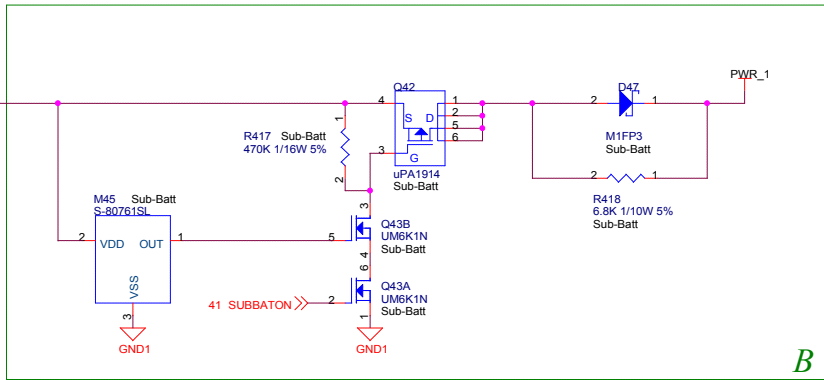 PWR_1
Q42
D47
4
1
2
5
6
S
D
G
3
2
1
R417 Sub-Batt
470K 1/16W 5%
1
2
uPA1914
Sub-Batt
M1FP3
Sub-Batt
2
1
R418
6.8K 1/10W 5%
Sub-Batt
M45 Sub-Batt
S-80761SL
2
VDD
OUT
1
VSS
3
GND1
3
5
Q43B
UM6K1N
Sub-Batt
4
6
41 SUBBATON
2
Q43A
UM6K1N
Sub-Batt
1
GND1
B